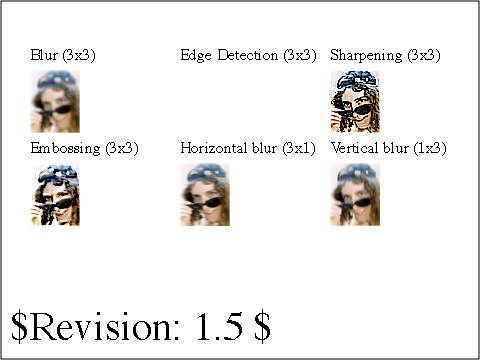 Blur (3x3) Edge Detection (3x3) Sharpening (3x3)
Embossing (3x3) Horizontal blur (3x1) Vertical blur (1x3)
$Revision: 1.5 $